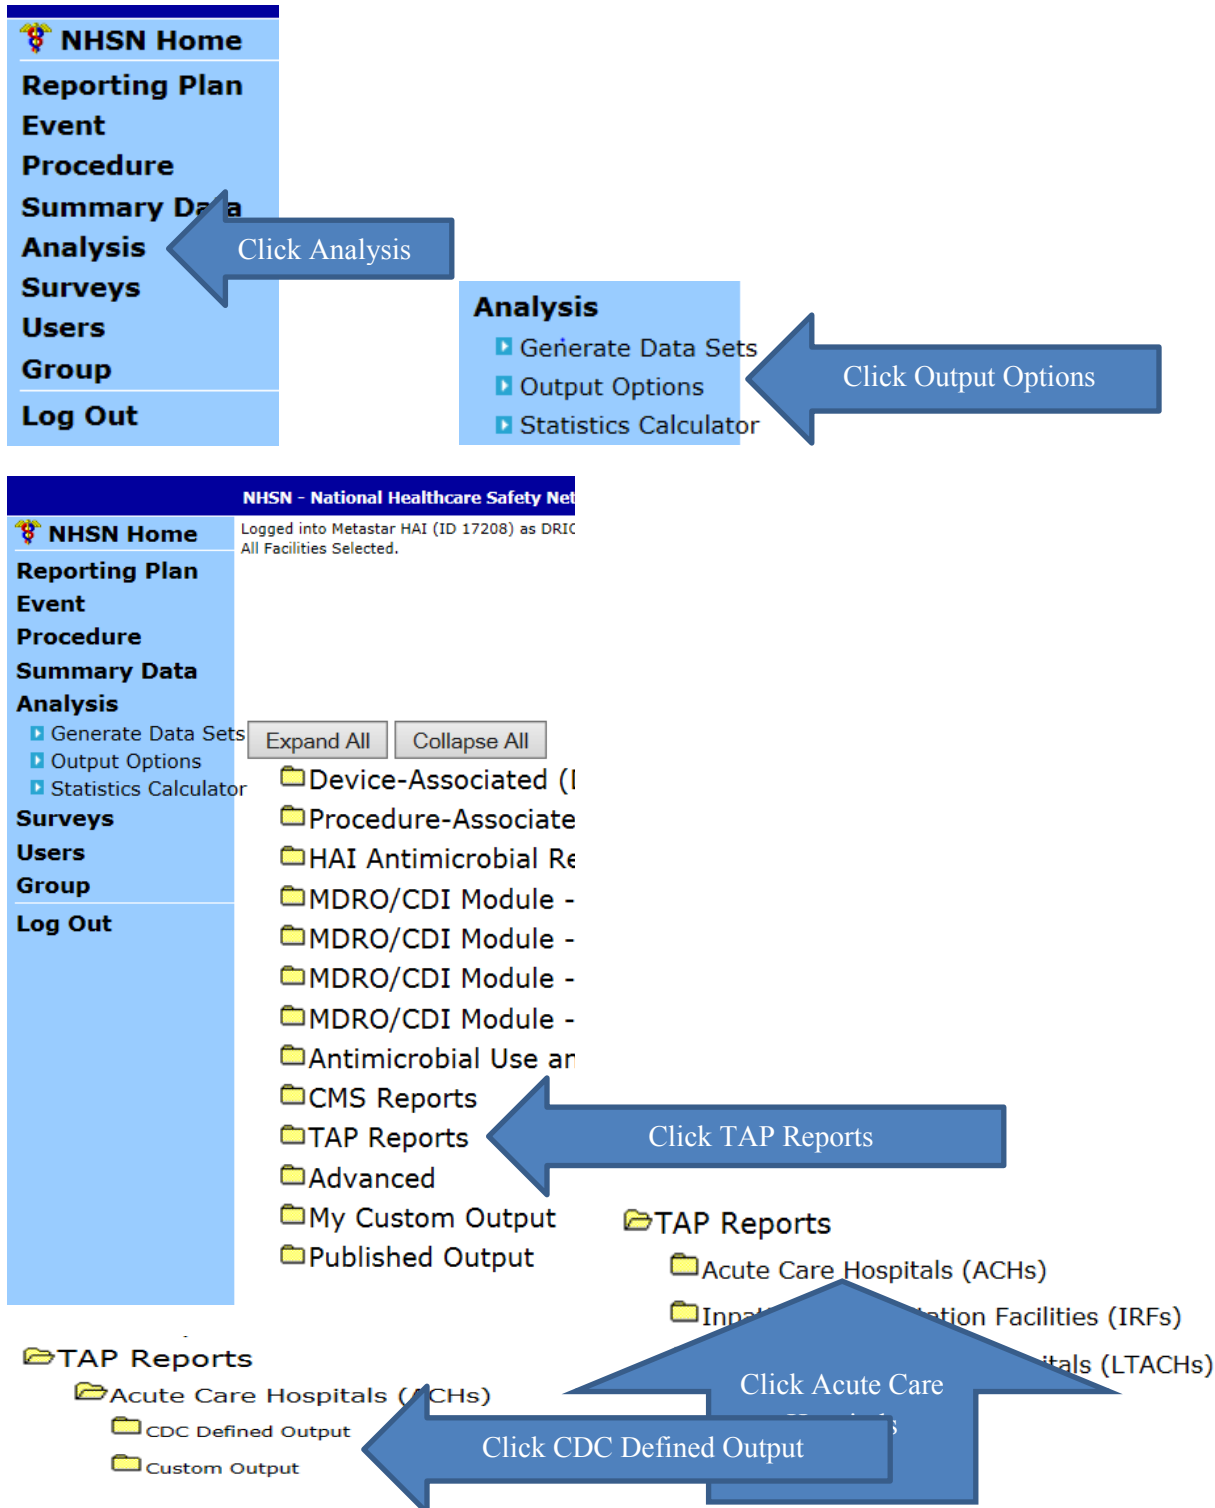 NHSN Home
Reporting Plan
Event
Procedure
Summary Data
Analysis
Click Analysis
Surveys
Users
Group
Log Out
Analysis
Generate Data Sets
Output Options
Click Output Options
Statistics Calculator
NHSN - National Healthcare Safety Net
Logged into Metastar HAI (ID 17208) as DRIC
All Facilities Selected.
NHSN Home
Reporting Plan
Event
Procedure
Summary Data
Analysis
Generate Data Sets
Output Options
Statistics Calculator
Surveys
Users
Group
Log Out
Expand All
Collapse All
Device-Associated (
Procedure-Associate
HAI Antimicrobial Re
MDRO/CDI Module -
MDRO/CDI Module -
MDRO/CDI Module -
MDRO/CDI Module -
Antimicrobial Use an
CMS Reports
TAP Reports
Click TAP Reports
Advanced
My Custom Output
Published Output
TAP Reports
Acute Care Hospitals (ACHs)
Facilities (IRFs)
(LTACHs)
Click Acute Care
TAP Reports
Acute Care Hospitals (ACHs)
CDC Defined Output
Click CDC Defined Output
Custom Output